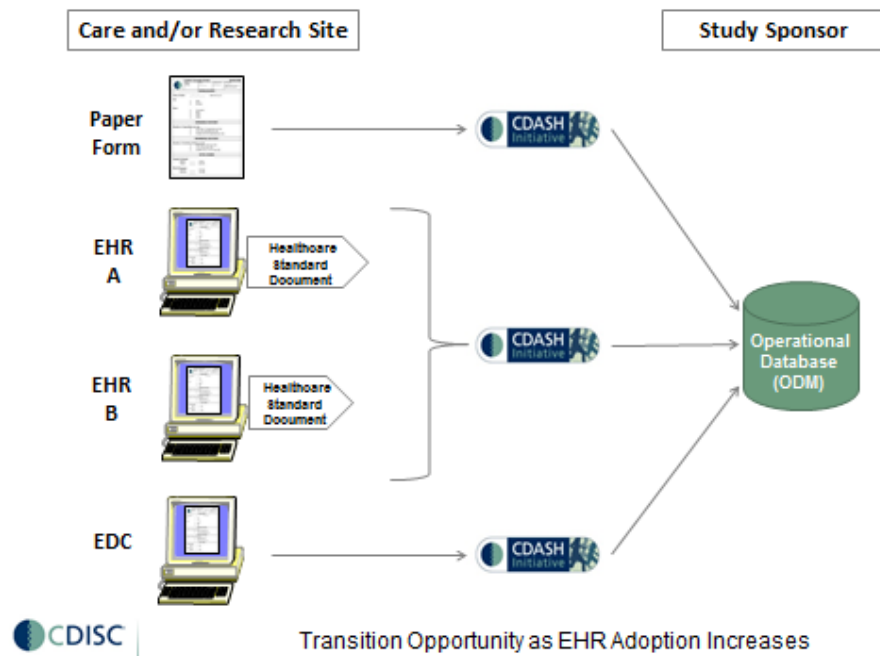 Care and/or Research Site
Study Sponsor
Paper
Form
CDASH
Initiative
EHR
A
Healthcare
Standard
Document
CDASH
Initiative
Operational
Database
(ODM)
EHR
B
Healthcare
Standard
Document
EDC
CDASH
Initiative
CDISC
Transition Opportunity as EHR Adoption Increases